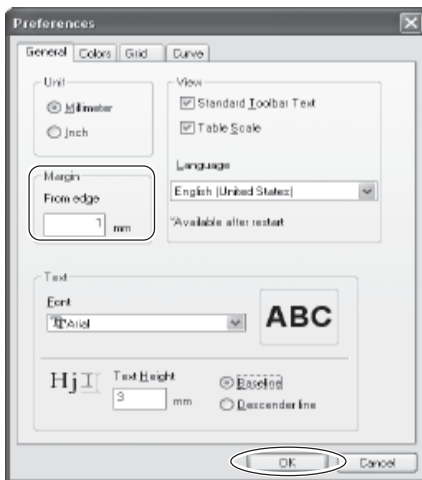 Preferences
General Colors Grid Curve
Unit
Millimeter
Inch
View
Standard Toolbar Text
Table Scale
Language
English (United States)
*Available after restart
Margin
From edge
1 mm
Text
Font
Arial
ABC
HjI
Text Height
3 mm
Baseline
Descender line
OK Cancel